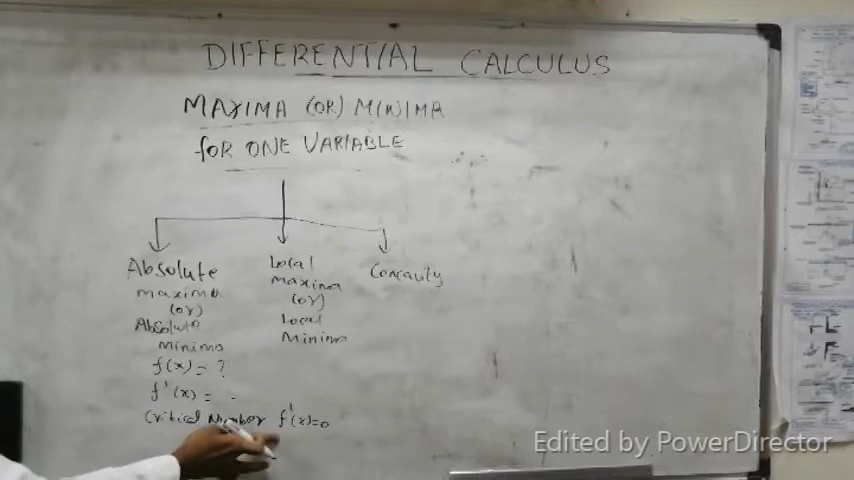 DIFFERENTIAL CALCULUS
MAXIMA (OR) MINIMA
FOR ONE VARIABLE
Absolute
maxima
(or)
Absolute
Minima
f(x) = ?
f'(x) = -
Critical Number f'(x)=0
Local
maxima
(or)
Local
Minima
Concavity
Edited by PowerDirector